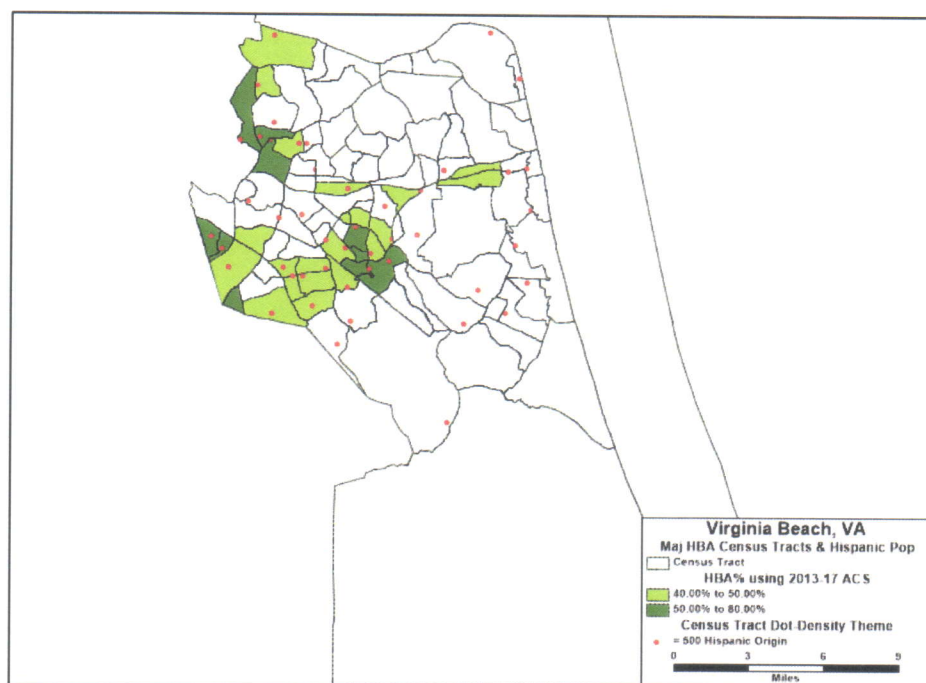 Virginia Beach, VA
Maj HBA Census Tracts & Hispanic Pop
Census Tract
HBA% using 2013-17 ACS
40.00% to 50.00%
50.00% to 80.00%
Census Tract Dot-Density Theme
= 500 Hispanic Origin
0 3 6 9
Miles